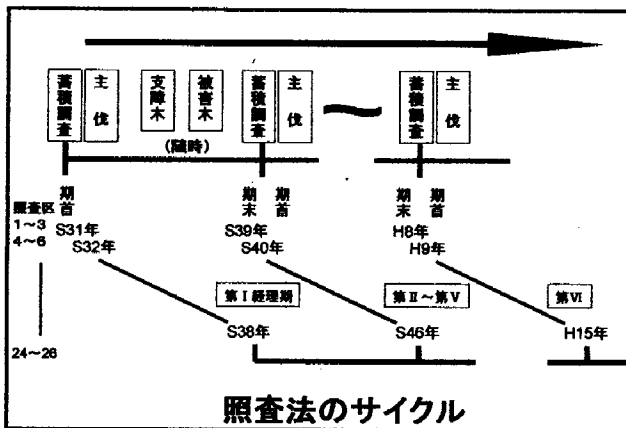 蓄積調査
主伐
支障木
被害木
蓄積調査
主伐
蓄積調査
主伐
(随時)
期首
期末
期首
期末
期首
照査区
1～3
S31年
S39年
H8年
4～6
S32年
S40年
H9年
第Ⅰ経理期
第Ⅱ～第Ⅴ
第Ⅵ
S38年
S46年
H15年
24～26
照査法のサイクル